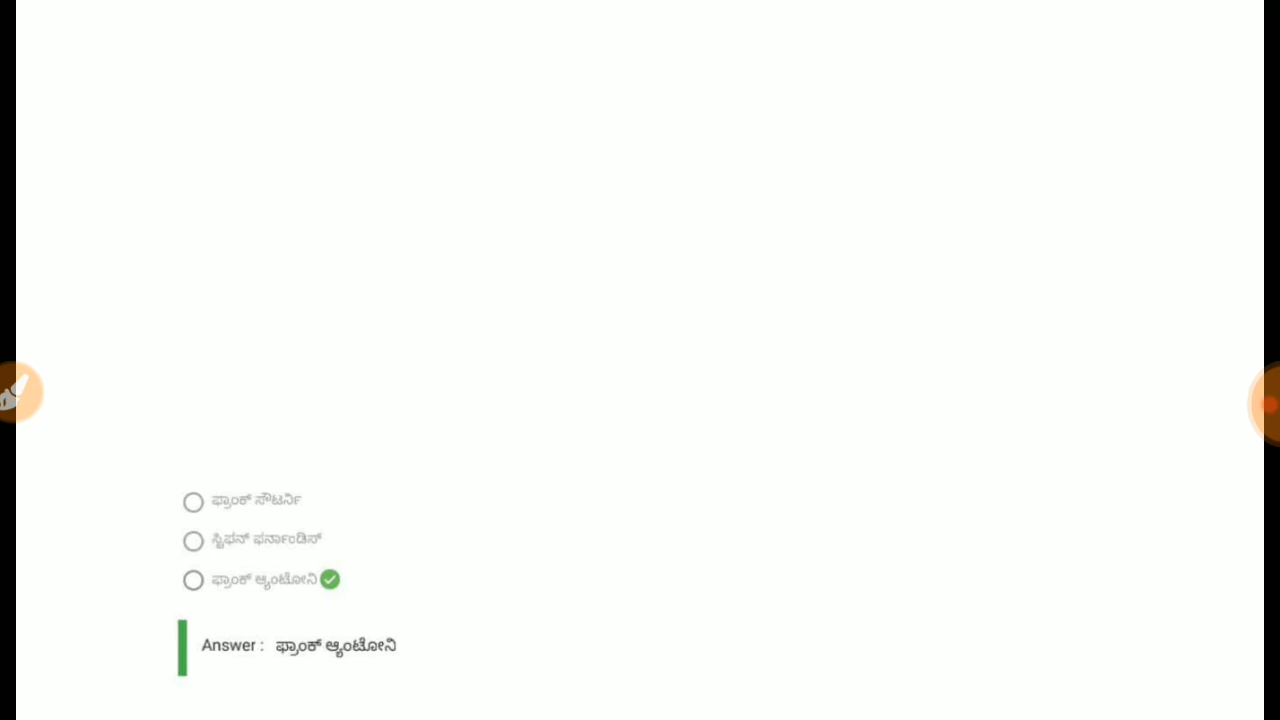 ಫ್ರಾಂಕ್ ಸೌಟರ್ನಿ
ಸ್ಟಿಫನ್ ಫರ್ನಾಂಡಿಸ್
ಫ್ರಾಂಕ್ ಆ್ಯಂಟೋನಿ
Answer : ಫ್ರಾಂಕ್ ಆ್ಯಂಟೋನಿ